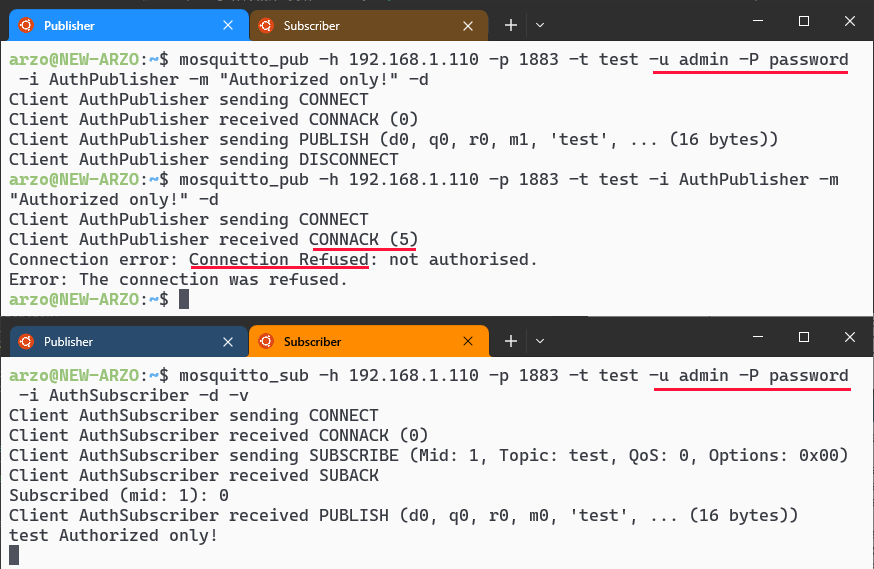 Publisher
Subscriber
arzo@NEW-ARZO:~$ mosquitto_pub -h 192.168.1.110 -p 1883 -t test -u admin -P password
-i AuthPublisher -m "Authorized only!" -d
Client AuthPublisher sending CONNECT
Client AuthPublisher received CONNACK (0)
Client AuthPublisher sending PUBLISH (d0, q0, r0, m1, 'test', ... (16 bytes))
Client AuthPublisher sending DISCONNECT
arzo@NEW-ARZO:~$ mosquitto_pub -h 192.168.1.110 -p 1883 -t test -i AuthPublisher -m
"Authorized only!" -d
Client AuthPublisher sending CONNECT
Client AuthPublisher received CONNACK (5)
Connection error: Connection Refused: not authorised.
Error: The connection was refused.
arzo@NEW-ARZO:~$
Publisher
Subscriber
arzo@NEW-ARZO:~$ mosquitto_sub -h 192.168.1.110 -p 1883 -t test -u admin -P password
-i AuthSubscriber -d -v
Client AuthSubscriber sending CONNECT
Client AuthSubscriber received CONNACK (0)
Client AuthSubscriber sending SUBSCRIBE (Mid: 1, Topic: test, QoS: 0, Options: 0x00)
Client AuthSubscriber received SUBACK
Subscribed (mid: 1): 0
Client AuthSubscriber received PUBLISH (d0, q0, r0, m0, 'test', ... (16 bytes))
test Authorized only!